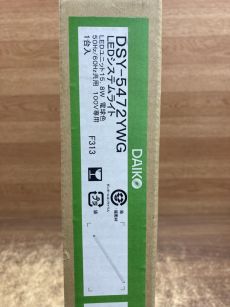 DSY-5472YWG
LEDシステムライト
LEDユニット15.8W 電球色
50Hz/60Hz共用 100V専用
1台入
F313
DAIKO